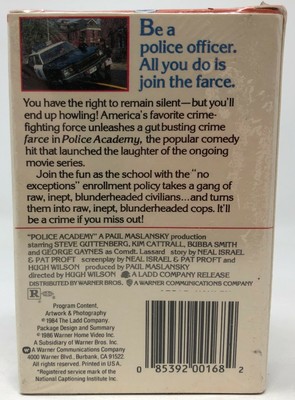 Be a
police officer.
All you do is
join the farce.
You have the right to remain silent—but you'll
end up howling! America's favorite crime-
fighting force unleashes a gutbusting crime
farce in Police Academy, the popular comedy
hit that launched the laughter of the ongoing
movie series.
Join the fun as the school with the "no
exceptions" enrollment policy takes a gang of
raw, inept, blunderheaded civilians...and turns
them into raw, inept, blunderheaded cops. It'll
be a crime if you miss out!
"POLICE ACADEMY" A PAUL MASLANSKY production
starring STEVE GUTTENBERG, KIM CATTRALL, BUBBA SMITH
and GEORGE GAYNES as Comdt. Lassard story by NEAL ISRAEL
& PAT PROFT screenplay by NEAL ISRAEL & PAT PROFT and
HUGH WILSON produced by PAUL MASLANSKY
directed by HUGH WILSON A LADD COMPANY RELEASE
DISTRIBUTED BY WARNER BROS. A WARNER COMMUNICATIONS COMPANY
R
Program Content,
Artwork & Photography
©1984 The Ladd Company.
Package Design and Summary
©1986 Warner Home Video Inc.
A Subsidiary of Warner Bros. Inc.
A Warner Communications Company
4000 Warner Blvd., Burbank, CA 91522.
All rights reserved. Printed in U.S.A.
*Registered service mark of the
National Captioning Institute Inc.
0 85392 00168 2